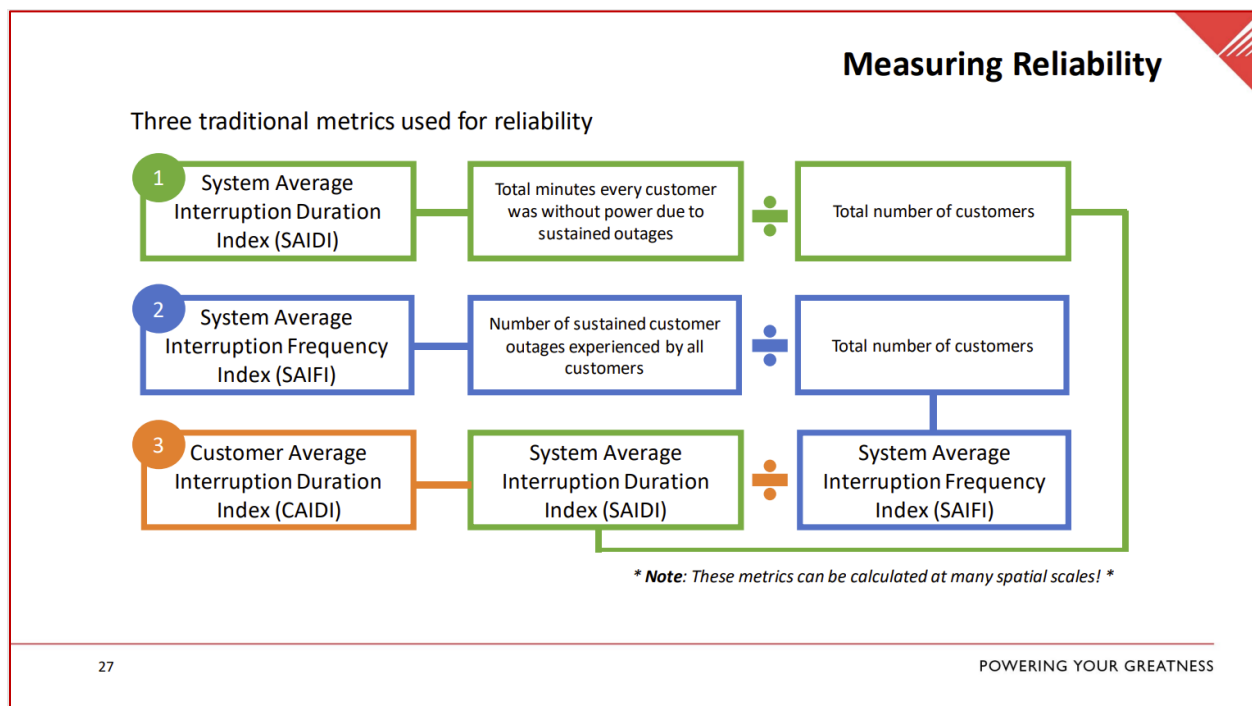 Measuring Reliability
Three traditional metrics used for reliability
1
System Average
Interruption Duration
Index (SAIDI)
Total minutes every customer
was without power due to
sustained outages
÷
Total number of customers
2
System Average
Interruption Frequency
Index (SAIFI)
Number of sustained customer
outages experienced by all
customers
÷
Total number of customers
3
Customer Average
Interruption Duration
Index (CAIDI)
System Average
Interruption Duration
Index (SAIDI)
÷
System Average
Interruption Frequency
Index (SAIFI)
* Note: These metrics can be calculated at many spatial scales! *
27
POWERING YOUR GREATNESS